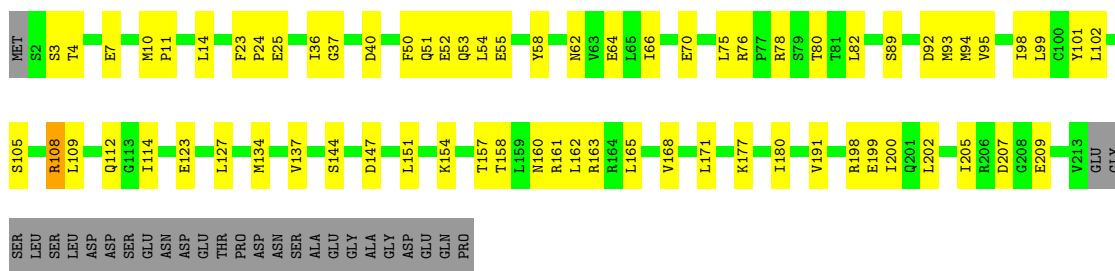 MET S2 S3 T4 E7 M10 P11 L14 F23 P24 E25 I36 G37 D40 F50 Q51 E52 Q53 L54 E55 Y58 N62 V63 E64 L65 I66 E70 L75 R76 P77 R78 S79 T80 T81 L82 S89 D92 M93 M94 V95 I98 L99 C100 Y101 L102
S105 R108 L109 Q112 G113 I114 E123 L127 M134 V137 S144 D147 L151 K154 T157 T158 L159 N160 R161 L162 R163 R164 L165 V168 L171 K177 I180 V191 R198 E199 I200 Q201 L202 I205 R206 D207 G208 E209 V213 GLU GLY
SER LEU SER LEU ASP ASP SER GLU ASN ASP GLU THR PRO ASP ASN SER ALA GLU GLY ALA GLY ASP GLU GLN PRO